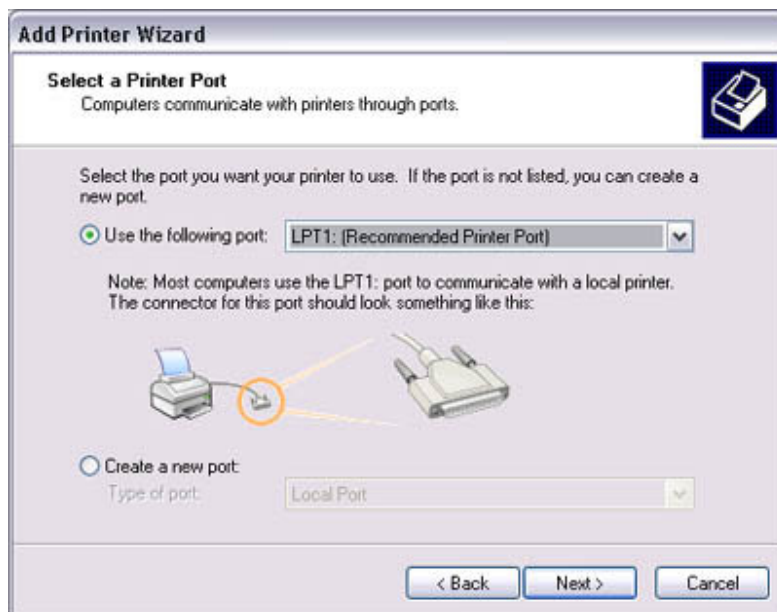 Add Printer Wizard
Select a Printer Port
Computers communicate with printers through ports.
Select the port you want your printer to use. If the port is not listed, you can create a
new port.
Use the following port: LPT1: (Recommended Printer Port)
Note: Most computers use the LPT1: port to communicate with a local printer.
The connector for this port should look something like this:
Create a new port:
Type of port: Local Port
< Back Next > Cancel